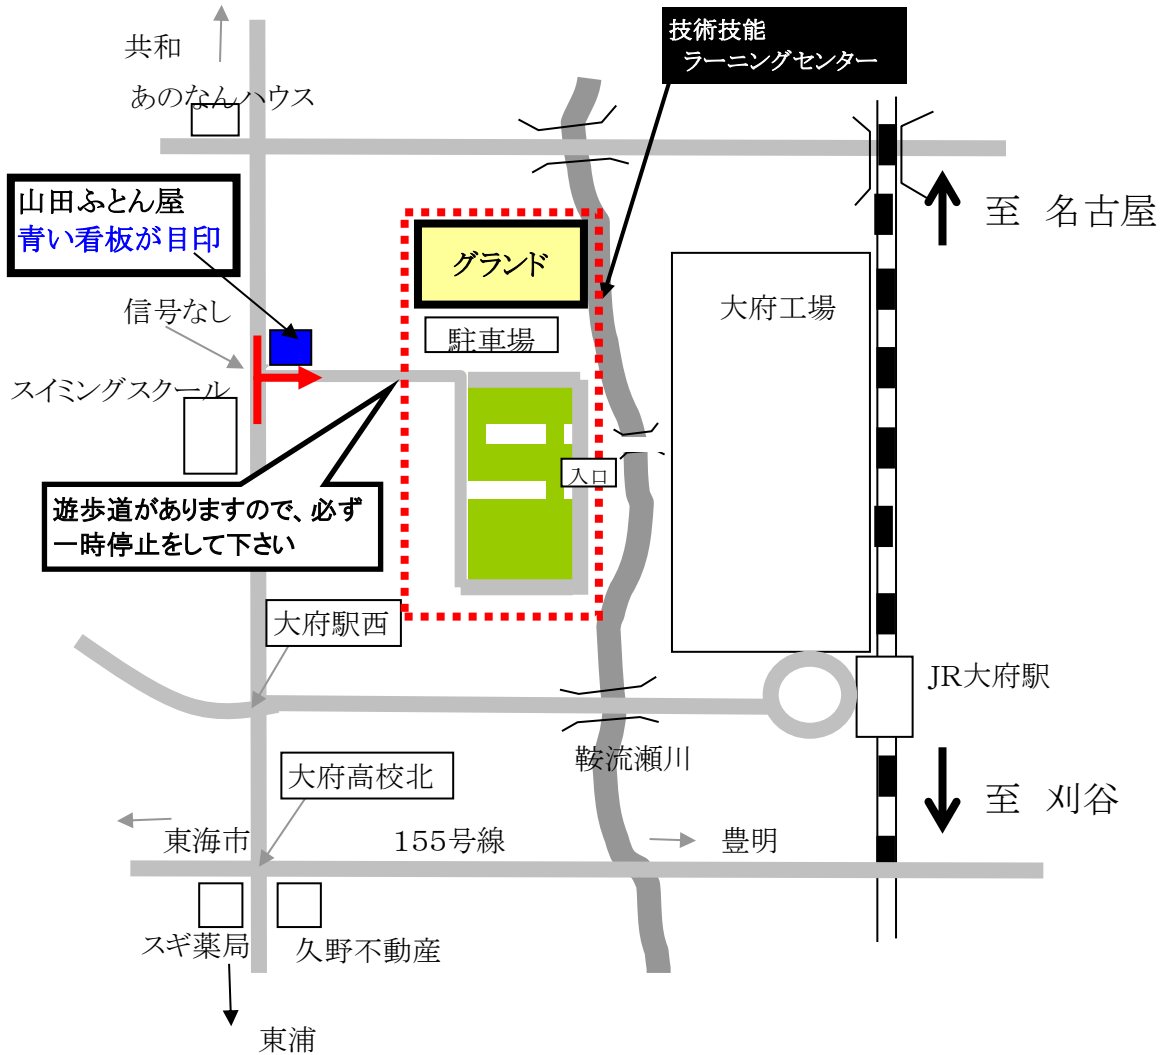 技術技能
ラーニングセンター
共和
あのなんハウス
山田ふとん屋
青い看板が目印
至 名古屋
グランド
信号なし
駐車場
大府工場
スイミングスクール
入口
遊歩道がありますので、必ず
一時停止をして下さい
大府駅西
JR大府駅
鞍流瀬川
大府高校北
至 刈谷
東海市
155号線
豊明
スギ薬局
久野不動産
東浦